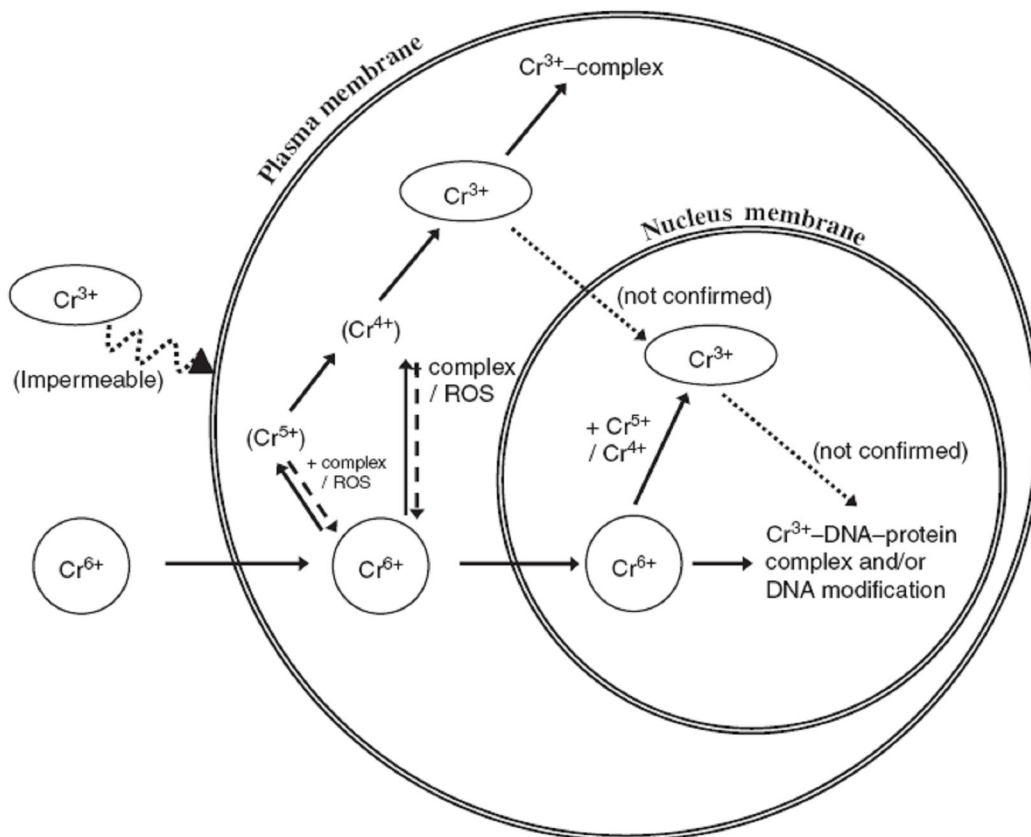 Plasma membrane
Cr³⁺–complex
Cr³⁺
Nucleus membrane
Cr³⁺
(Impermeable)
(not confirmed)
(Cr⁴⁺)
Cr³⁺
+ complex
/ ROS
(Cr⁵⁺)
+ complex
/ ROS
+ Cr⁵⁺
/ Cr⁴⁺
(not confirmed)
Cr⁶⁺
Cr⁶⁺
Cr⁶⁺
Cr³⁺–DNA–protein
complex and/or
DNA modification